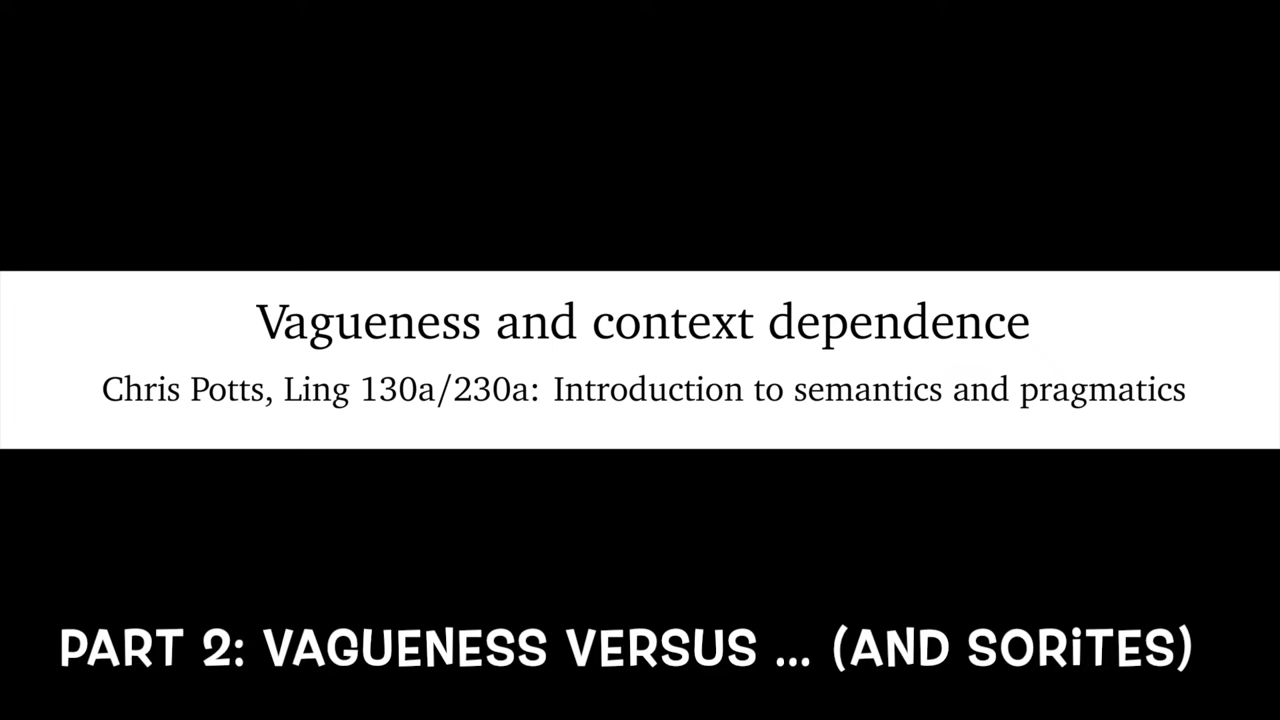 Vagueness and context dependence
Chris Potts, Ling 130a/230a: Introduction to semantics and pragmatics
PART 2: VAGUENESS VERSUS ... (AND SORITES)